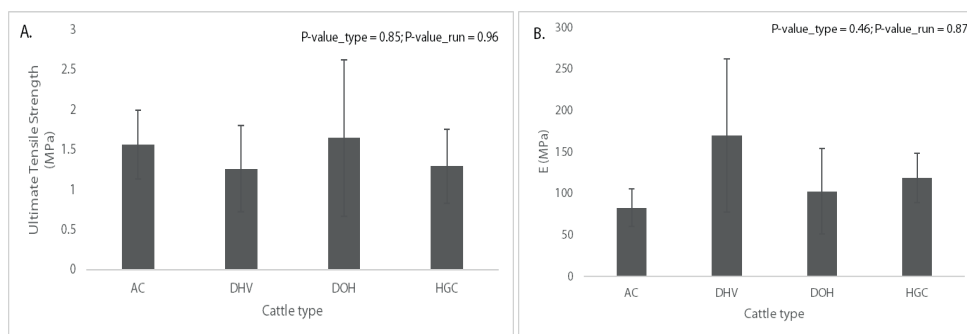 A.
P-value_type = 0.85; P-value_run = 0.96
Ultimate Tensile Strength
(MPa)
3
2.5
2
1.5
1
0.5
0
AC DHV DOH HGC
Cattle type
B.
P-value_type = 0.46; P-value_run = 0.87
E (MPa)
300
250
200
150
100
50
0
AC DHV DOH HGC
Cattle type